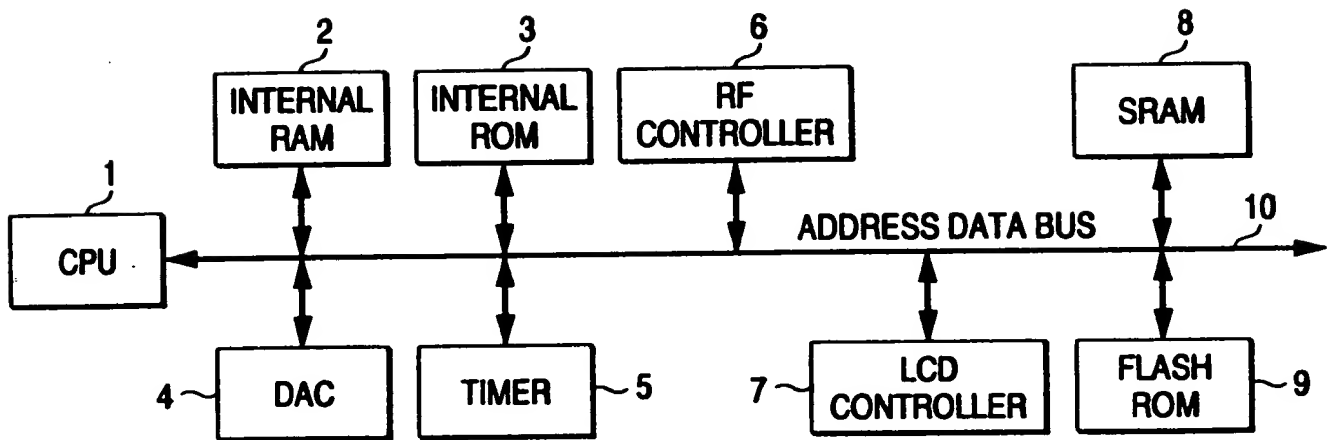 2
3
6
8
INTERNAL
RAM
INTERNAL
ROM
RF
CONTROLLER
SRAM
1
CPU
ADDRESS DATA BUS
10
4
DAC
TIMER
5
7
LCD
CONTROLLER
FLASH
ROM
9